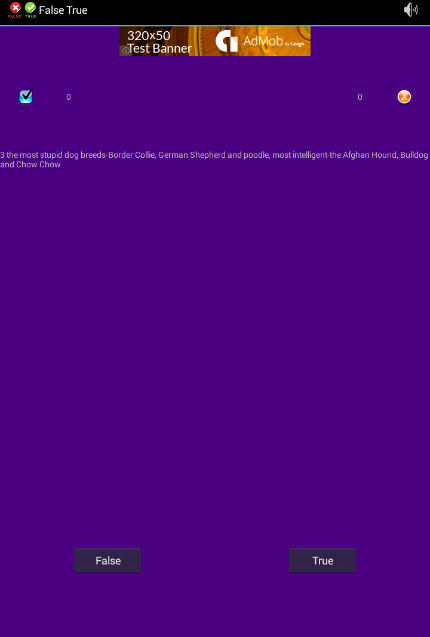 FALSE TRUE False True
320x50
Test Banner
AdMob by Google
0 0
3 the most stupid dog breeds-Border Collie, German Shepherd and poodle, most intelligent-the Afghan Hound, Bulldog
and Chow Chow
False True